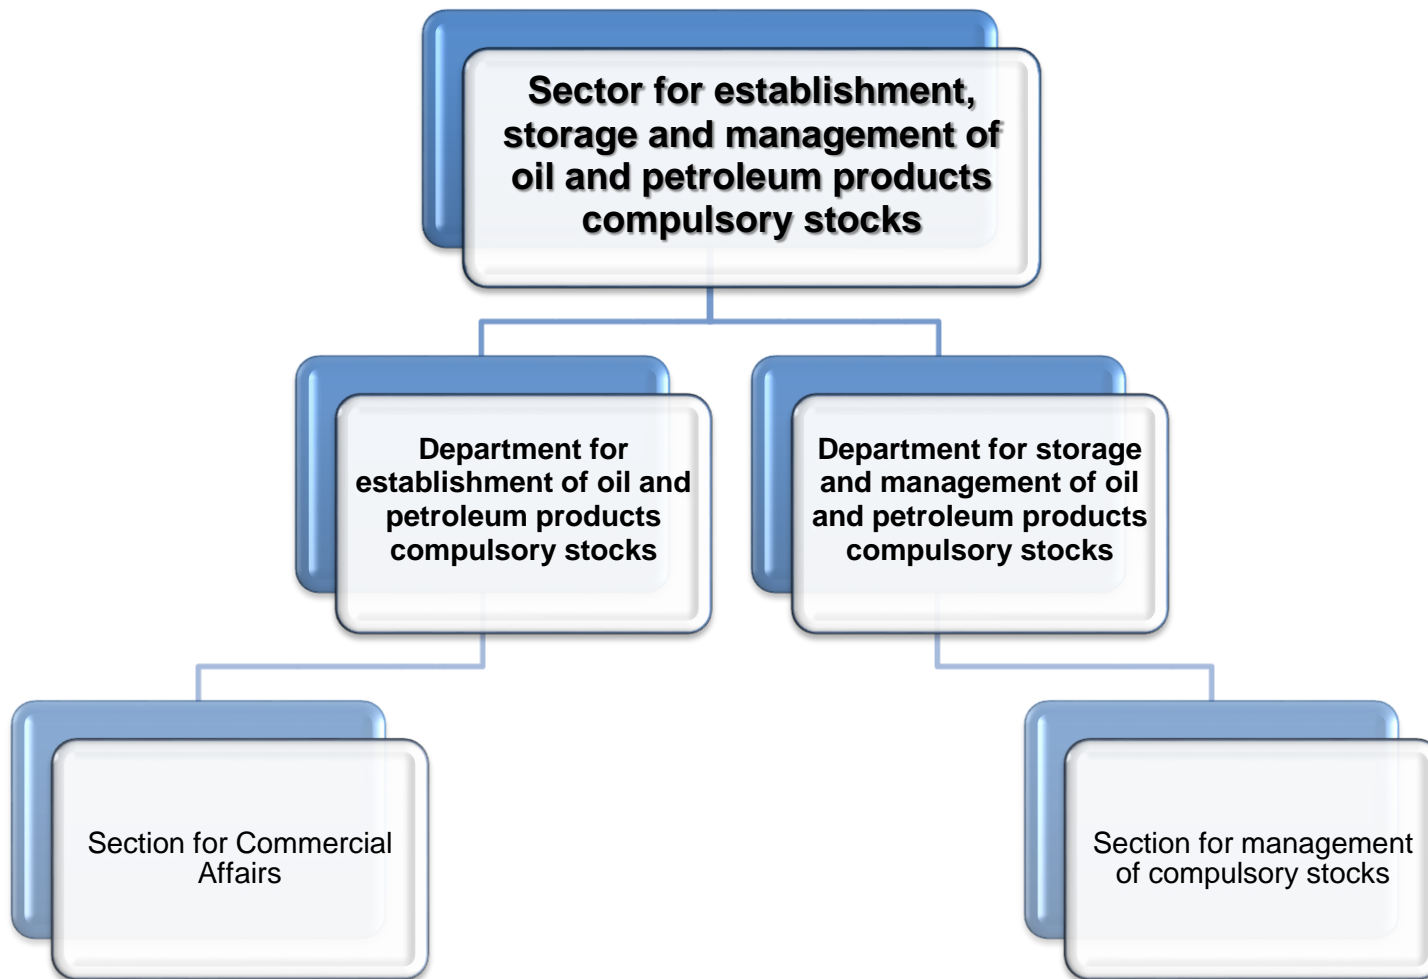 Sector for establishment,
storage and management of
oil and petroleum products
compulsory stocks
Department for
establishment of oil and
petroleum products
compulsory stocks
Department for storage
and management of oil
and petroleum products
compulsory stocks
Section for Commercial
Affairs
Section for management
of compulsory stocks